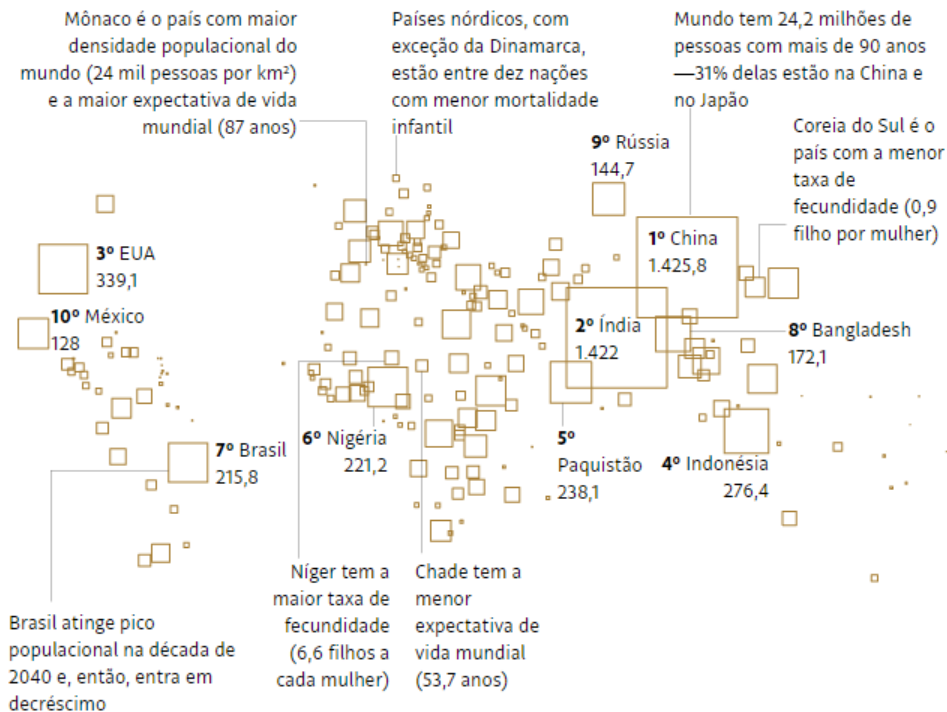 Mônaco é o país com maior
densidade populacional do
mundo (24 mil pessoas por km²)
e a maior expectativa de vida
mundial (87 anos)
Países nórdicos, com
exceção da Dinamarca,
estão entre dez nações
com menor mortalidade
infantil
Mundo tem 24,2 milhões de
pessoas com mais de 90 anos
—31% delas estão na China e
no Japão
Coreia do Sul é o
país com a menor
taxa de
fecundidade (0,9
filho por mulher)
9º Rússia
144,7
1º China
1.425,8
3º EUA
339,1
10º México
128
2º Índia
1.422
8º Bangladesh
172,1
7º Brasil
215,8
6º Nigéria
221,2
5º
Paquistão
238,1
4º Indonésia
276,4
Níger tem a
maior taxa de
fecundidade
(6,6 filhos a
cada mulher)
Chade tem a
menor
expectativa de
vida mundial
(53,7 anos)
Brasil atinge pico
populacional na década de
2040 e, então, entra em
decréscimo